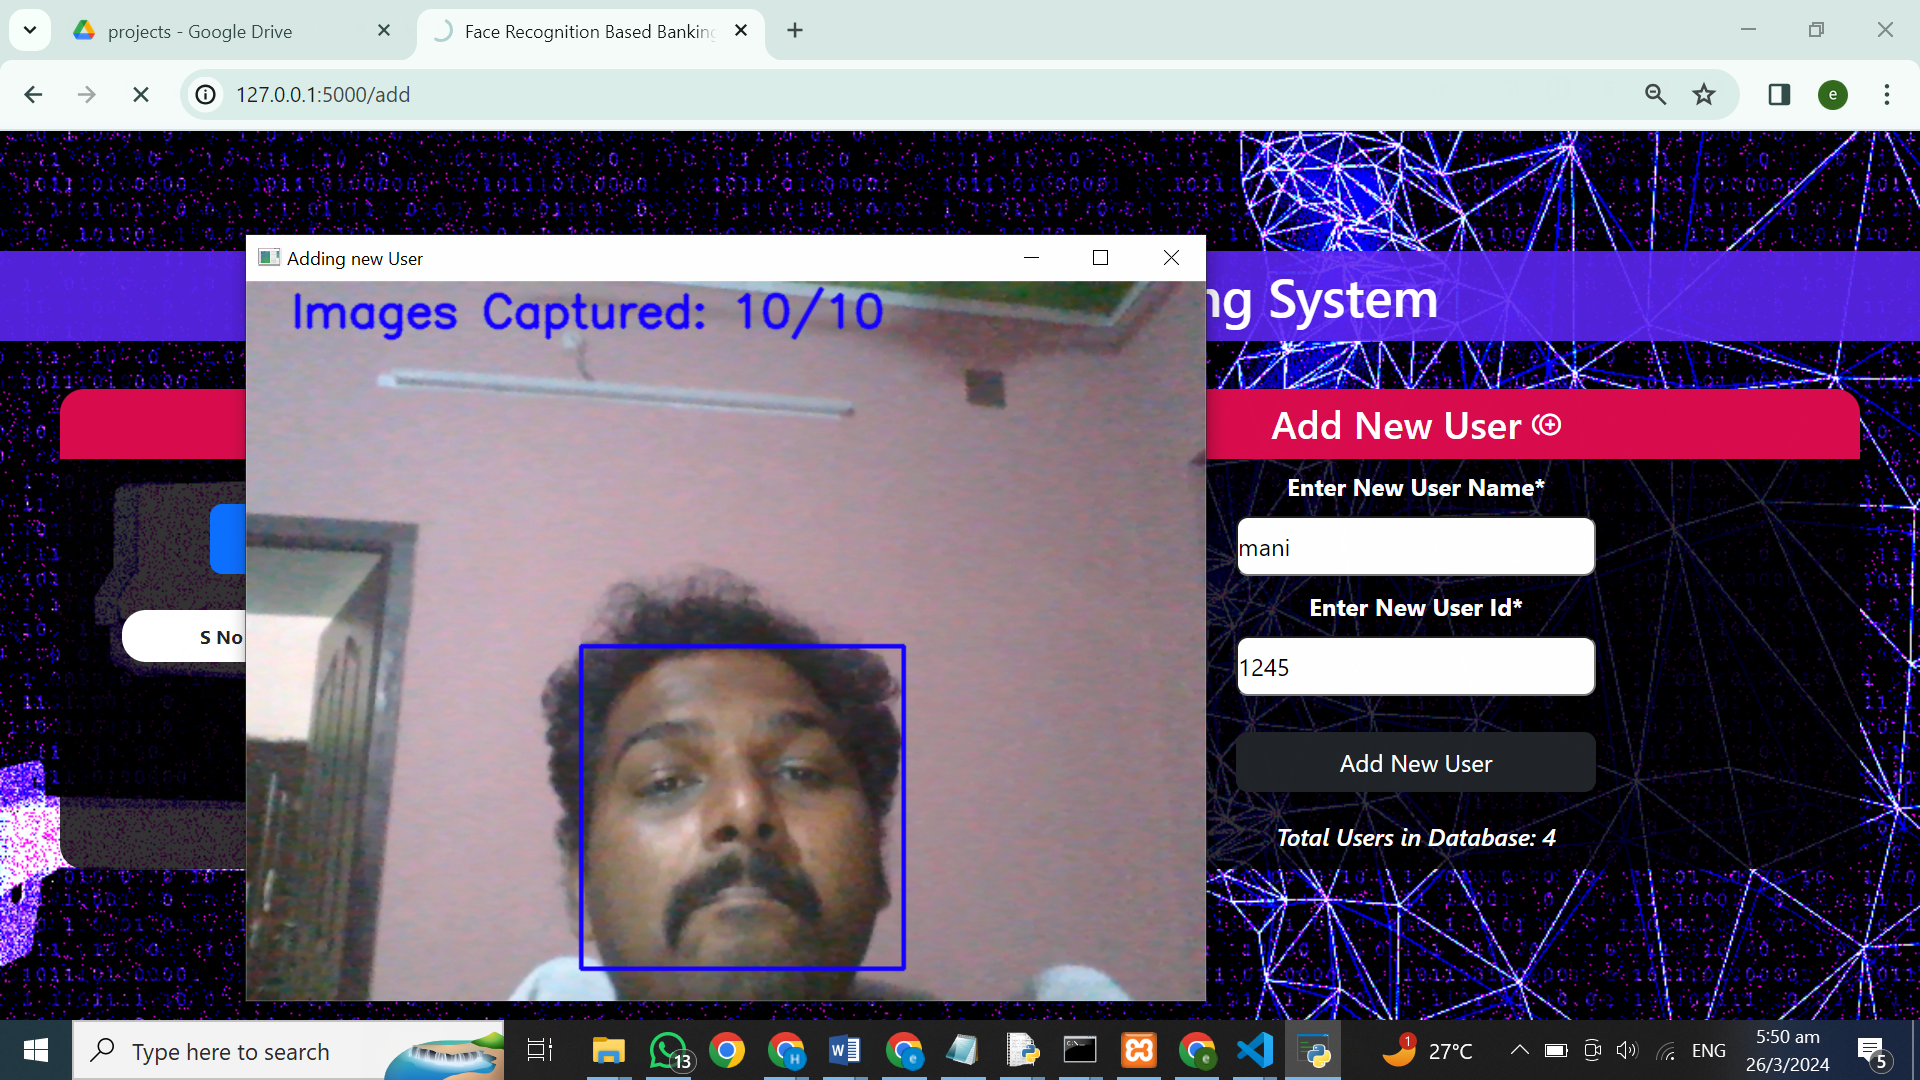 projects - Google Drive
Face Recognition Based Banking
127.0.0.1:5000/add
Adding new User
Images Captured: 10/10
ng System
Add New User
Enter New User Name*
mani
Enter New User Id*
1245
S No
Add New User
Total Users in Database: 4
Type here to search
13
1
27°C
ENG
5:50 am
26/3/2024
5